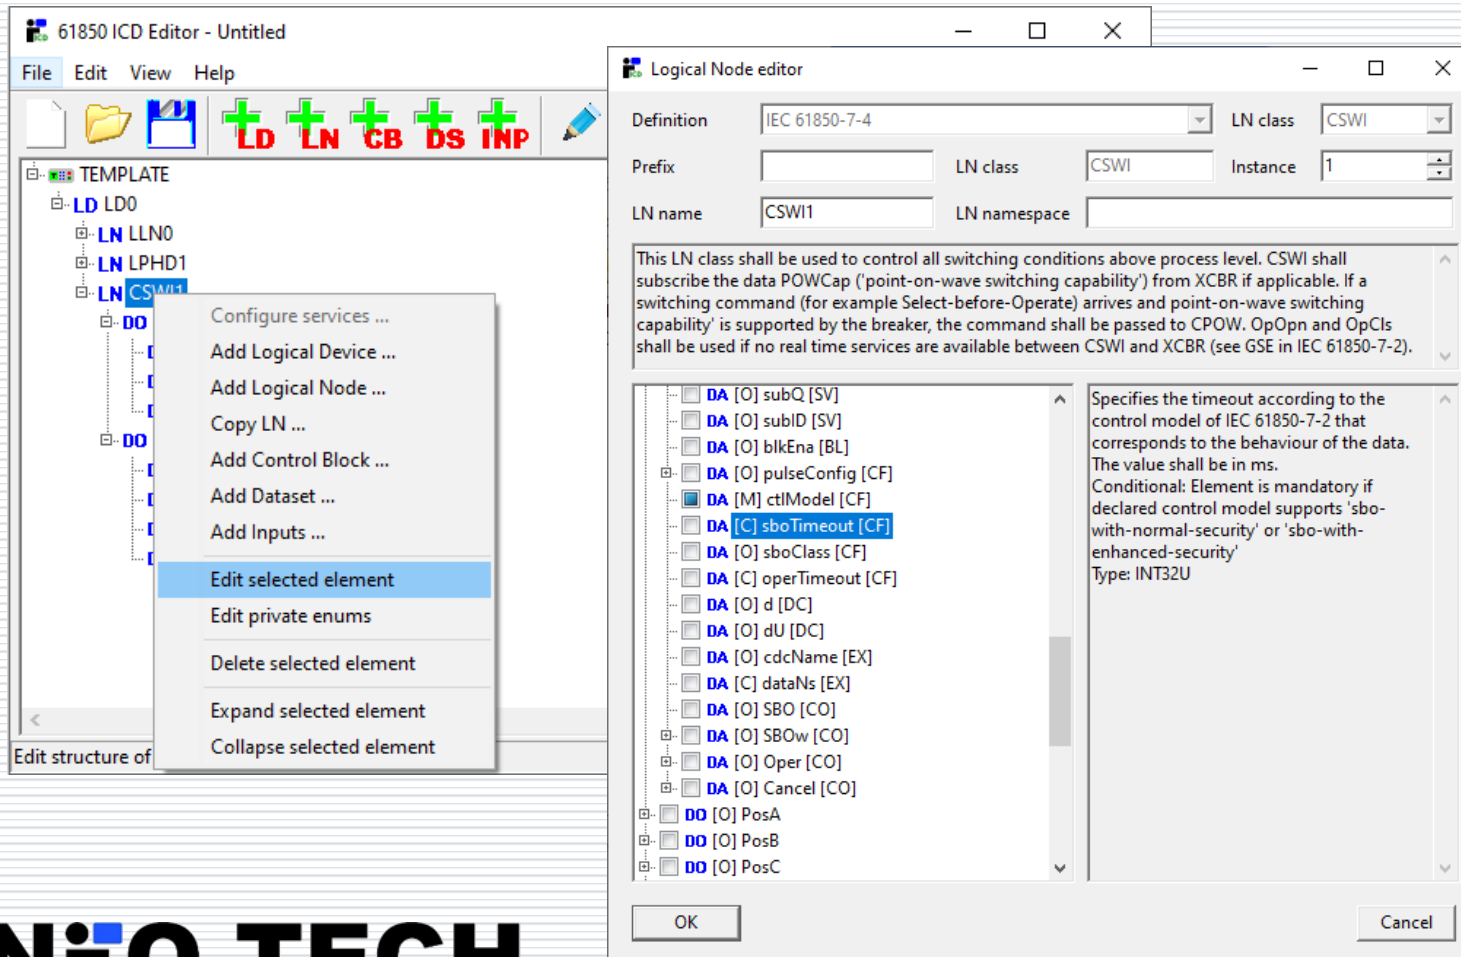 61850 ICD Editor - Untitled
File Edit View Help
LD LN CB DS INP
TEMPLATE
LD LD0
LN LLN0
LN LPHD1
LN CSWI1
DO
DO
Configure services ...
Add Logical Device ...
Add Logical Node ...
Copy LN ...
Add Control Block ...
Add Dataset ...
Add Inputs ...
Edit selected element
Edit private enums
Delete selected element
Expand selected element
Collapse selected element
Edit structure of
Logical Node editor
Definition IEC 61850-7-4 LN class CSWI
Prefix LN class CSWI Instance 1
LN name CSWI1 LN namespace
This LN class shall be used to control all switching conditions above process level. CSWI shall
subscribe the data POWCap ('point-on-wave switching capability') from XCBR if applicable. If a
switching command (for example Select-before-Operate) arrives and point-on-wave switching
capability' is supported by the breaker, the command shall be passed to CPOW. OpOpn and OpCls
shall be used if no real time services are available between CSWI and XCBR (see GSE in IEC 61850-7-2).
DA [O] subQ [SV]
DA [O] subID [SV]
DA [O] blkEna [BL]
DA [O] pulseConfig [CF]
DA [M] ctlModel [CF]
DA [C] sboTimeout [CF]
DA [O] sboClass [CF]
DA [C] operTimeout [CF]
DA [O] d [DC]
DA [O] dU [DC]
DA [O] cdcName [EX]
DA [C] dataNs [EX]
DA [O] SBO [CO]
DA [O] SBOw [CO]
DA [O] Oper [CO]
DA [O] Cancel [CO]
DO [O] PosA
DO [O] PosB
DO [O] PosC
Specifies the timeout according to the
control model of IEC 61850-7-2 that
corresponds to the behaviour of the data.
The value shall be in ms.
Conditional: Element is mandatory if
declared control model supports 'sbo-
with-normal-security' or 'sbo-with-
enhanced-security'
Type: INT32U
OK Cancel
TECH